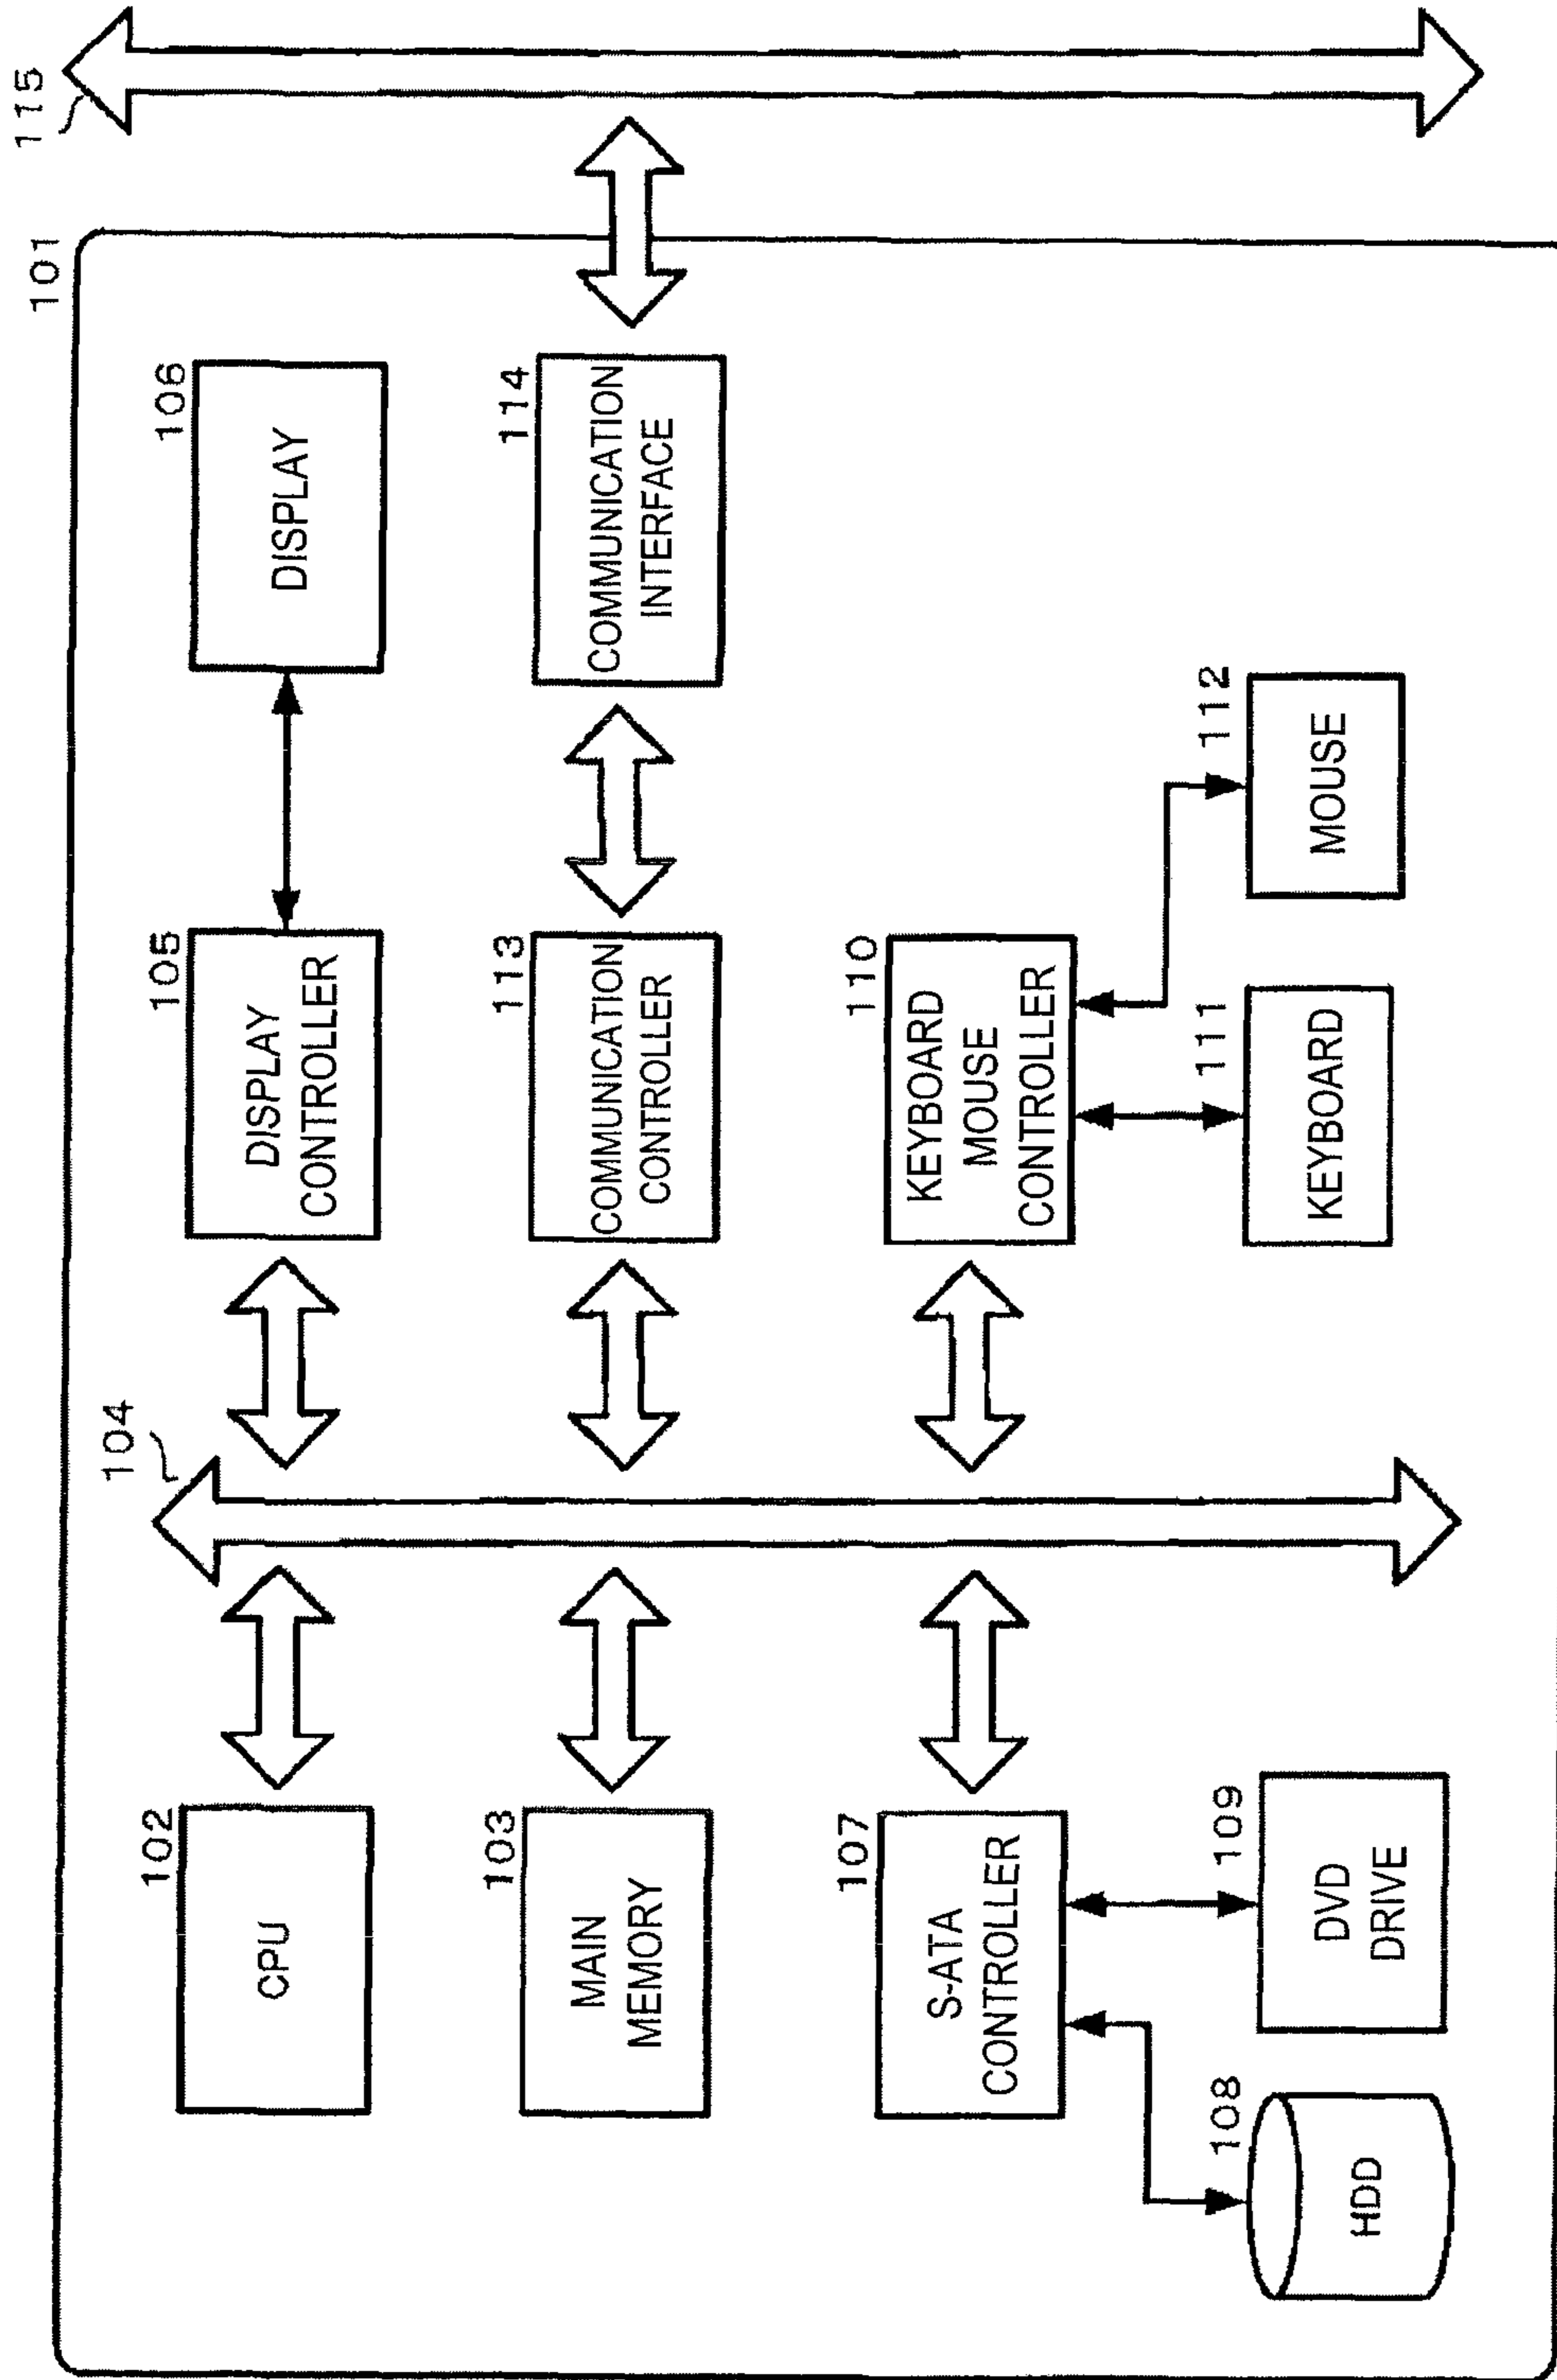 101
115
102
CPU
104
105
DISPLAY
CONTROLLER
106
DISPLAY
103
MAIN
MEMORY
113
COMMUNICATION
CONTROLLER
114
COMMUNICATION
INTERFACE
107
S-ATA
CONTROLLER
110
KEYBOARD
MOUSE
CONTROLLER
108
HDD
109
DVD
DRIVE
111
KEYBOARD
112
MOUSE